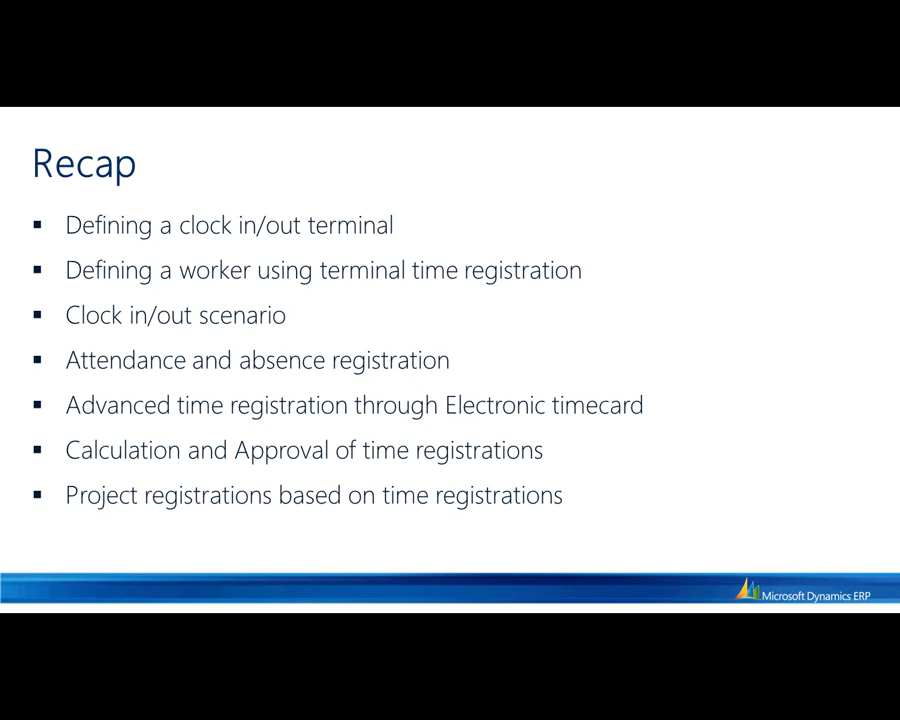 Recap
▪ Defining a clock in/out terminal
▪ Defining a worker using terminal time registration
▪ Clock in/out scenario
▪ Attendance and absence registration
▪ Advanced time registration through Electronic timecard
▪ Calculation and Approval of time registrations
▪ Project registrations based on time registrations
Microsoft Dynamics ERP